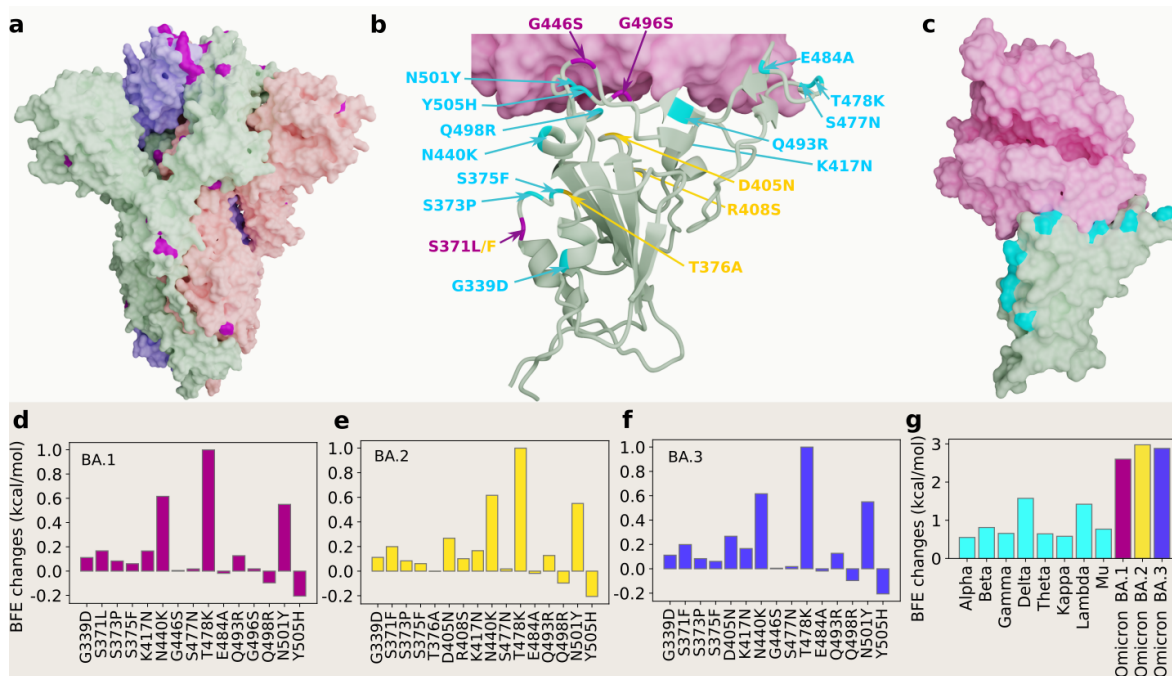 a
b
c
G446S
G496S
E484A
N501Y
Y505H
T478K
S477N
Q498R
Q493R
N440K
K417N
S375F
D405N
S373P
R408S
S371L/F
T376A
G339D
d
e
f
g
BFE changes (kcal/mol)
BA.1
1.0
0.8
0.6
0.4
0.2
0.0
-0.2
G339D
S371L
S373P
S375F
K417N
N440K
G446S
S477N
T478K
E484A
Q493R
G496S
Q498R
N501Y
Y505H
BA.2
1.0
0.8
0.6
0.4
0.2
0.0
-0.2
G339D
S371F
S373P
S375F
T376A
D405N
R408S
K417N
N440K
S477N
T478K
E484A
Q493R
Q498R
N501Y
Y505H
BA.3
1.0
0.8
0.6
0.4
0.2
0.0
-0.2
G339D
S371F
S373P
S375F
D405N
K417N
N440K
G446S
S477N
T478K
E484A
Q493R
Q498R
N501Y
Y505H
BFE changes (kcal/mol)
3
2
1
0
Alpha
Beta
Gamma
Delta
Theta
Kappa
Lambda
Mu
Omicron BA.1
Omicron BA.2
Omicron BA.3